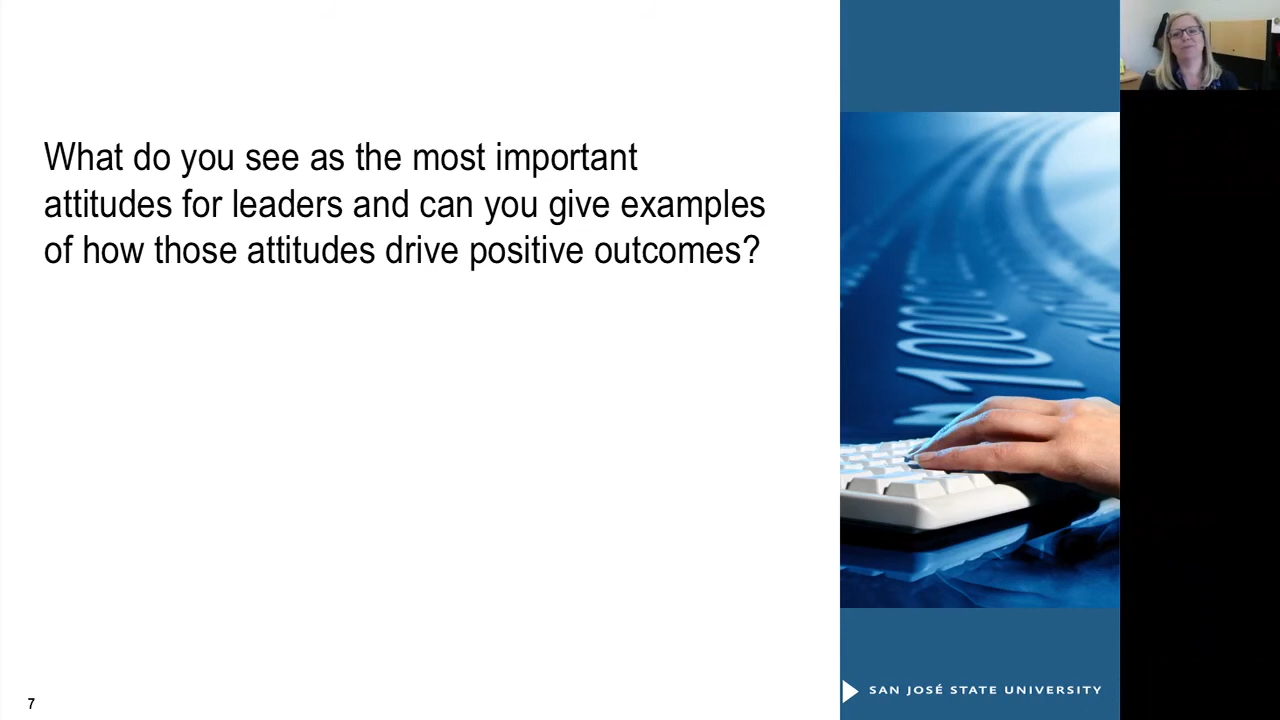 What do you see as the most important
attitudes for leaders and can you give examples
of how those attitudes drive positive outcomes?
1000
7
SAN JOSÉ STATE UNIVERSITY